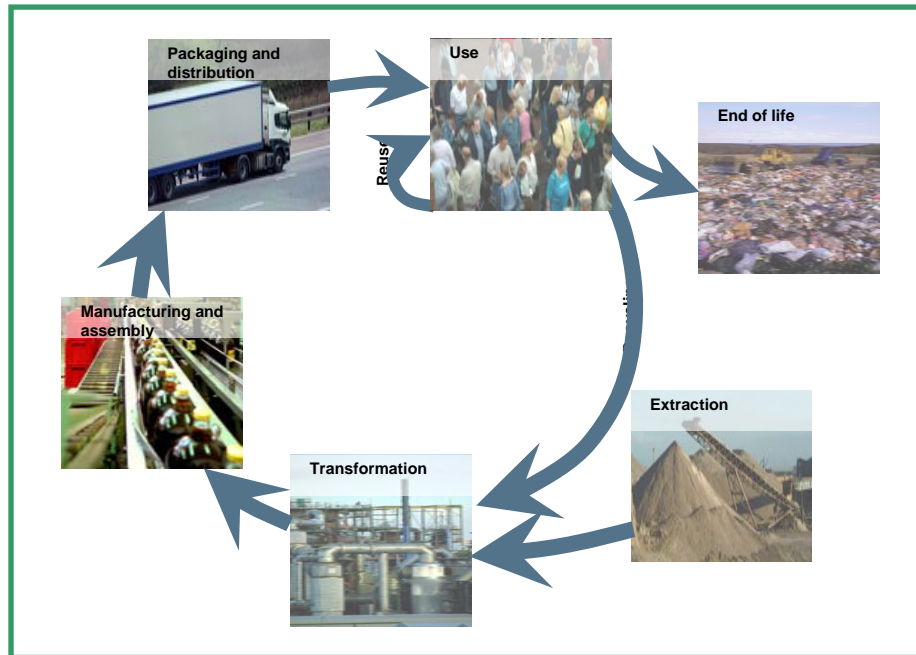 Packaging and
distribution
Use
End of life
Reuse
Manufacturing and
assembly
Extraction
Transformation